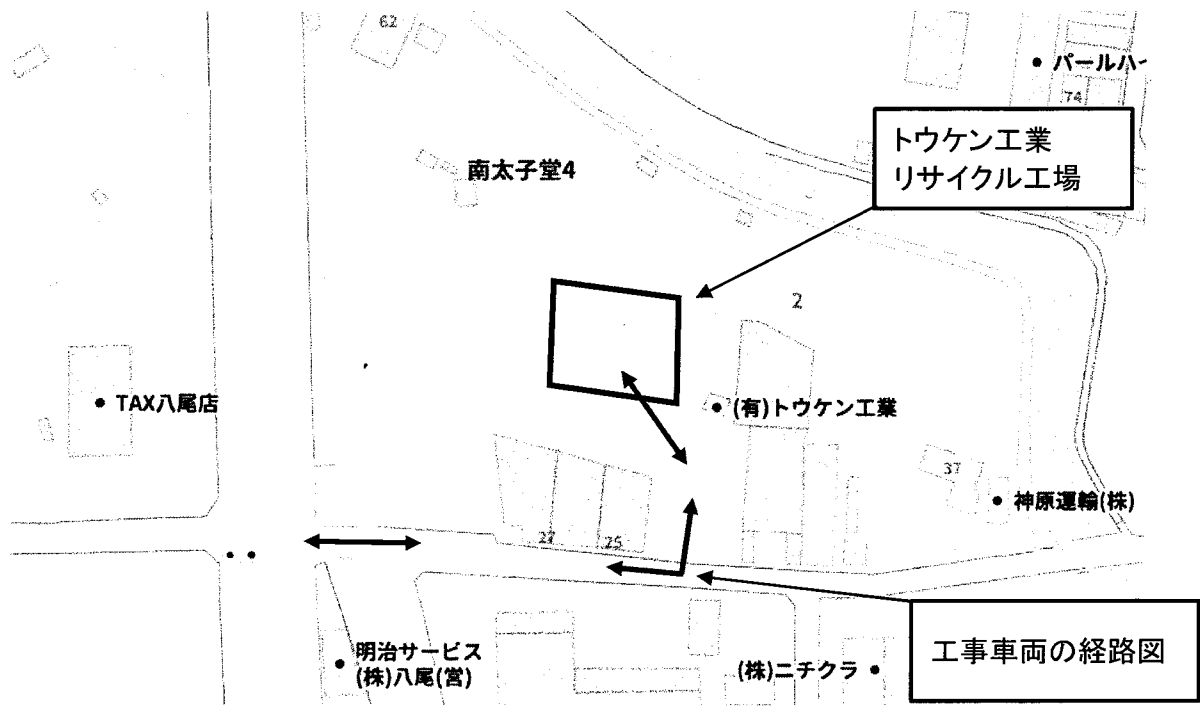 62
パールハ
74
トウケン工業
リサイクル工場
南太子堂4
2
TAX八尾店
(有)トウケン工業
37
神原運輸(株)
27
25
明治サービス
(株)八尾(営)
(株)ニチクラ
工事車両の経路図